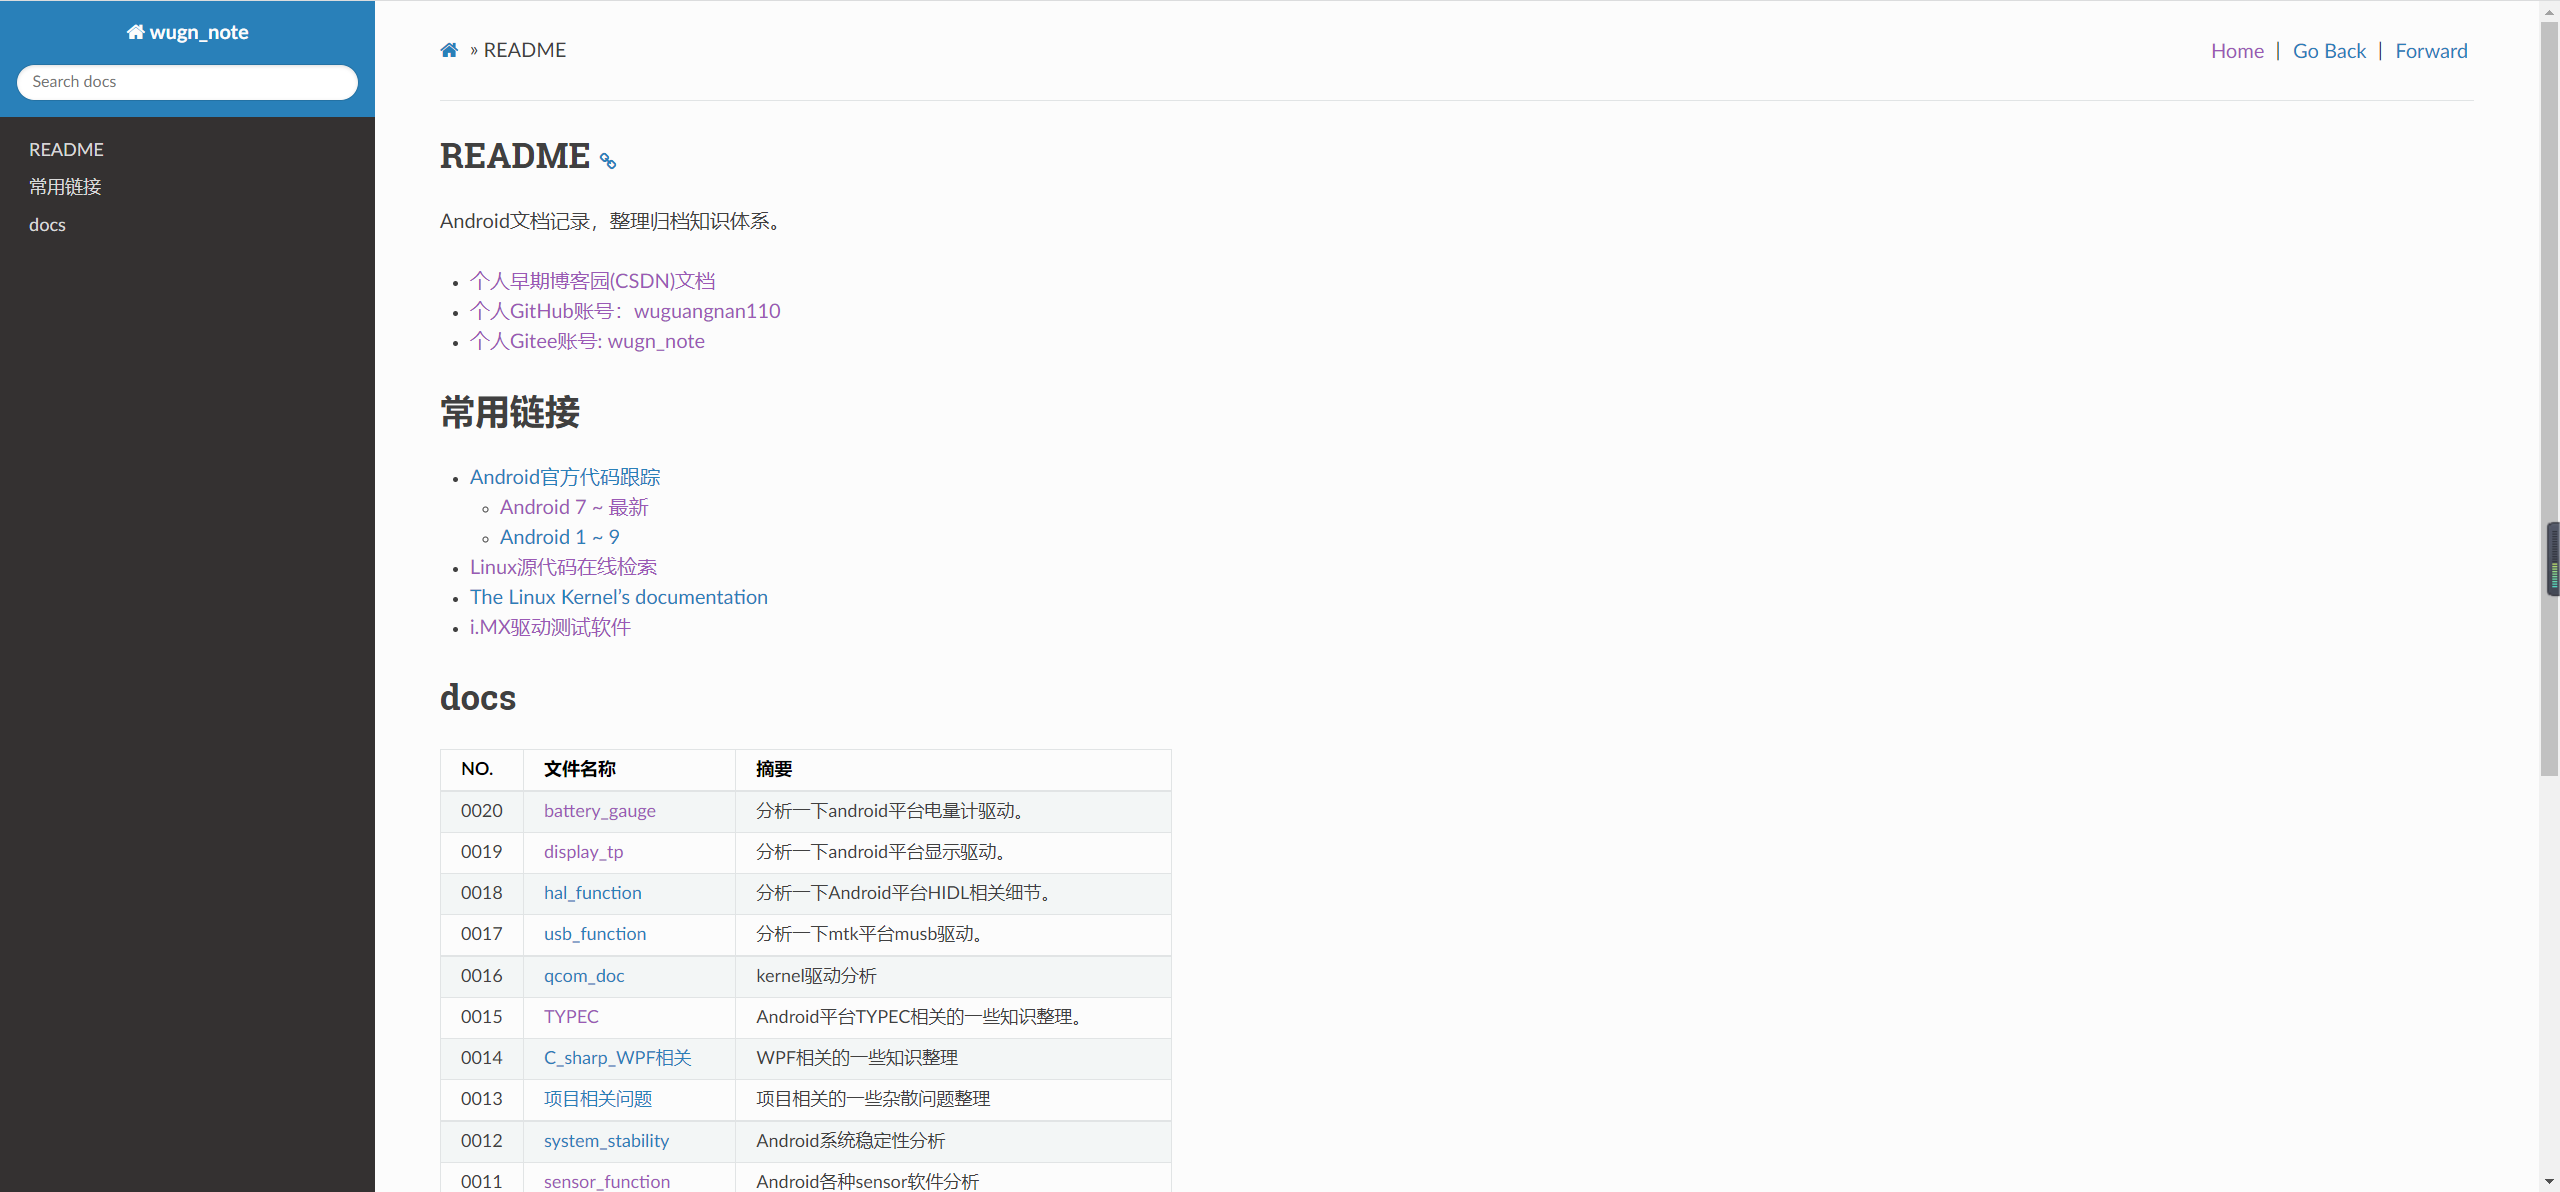 wugn_note
Search docs
README
常用链接
docs
» README
Home | Go Back | Forward
README
Android文档记录，整理归档知识体系。
个人早期博客园(CSDN)文档
个人GitHub账号：wuguangnan110
个人Gitee账号: wugn_note
常用链接
Android官方代码跟踪
Android 7 ~ 最新
Android 1 ~ 9
Linux源代码在线检索
The Linux Kernel’s documentation
i.MX驱动测试软件
docs
NO. 文件名称 摘要
0020 battery_gauge 分析一下android平台电量计驱动。
0019 display_tp 分析一下android平台显示驱动。
0018 hal_function 分析一下Android平台HIDL相关细节。
0017 usb_function 分析一下mtk平台musb驱动。
0016 qcom_doc kernel驱动分析
0015 TYPEC Android平台TYPEC相关的一些知识整理。
0014 C_sharp_WPF相关 WPF相关的一些知识整理
0013 项目相关问题 项目相关的一些杂散问题整理
0012 system_stability Android系统稳定性分析
0011 sensor_function Android各种sensor软件分析